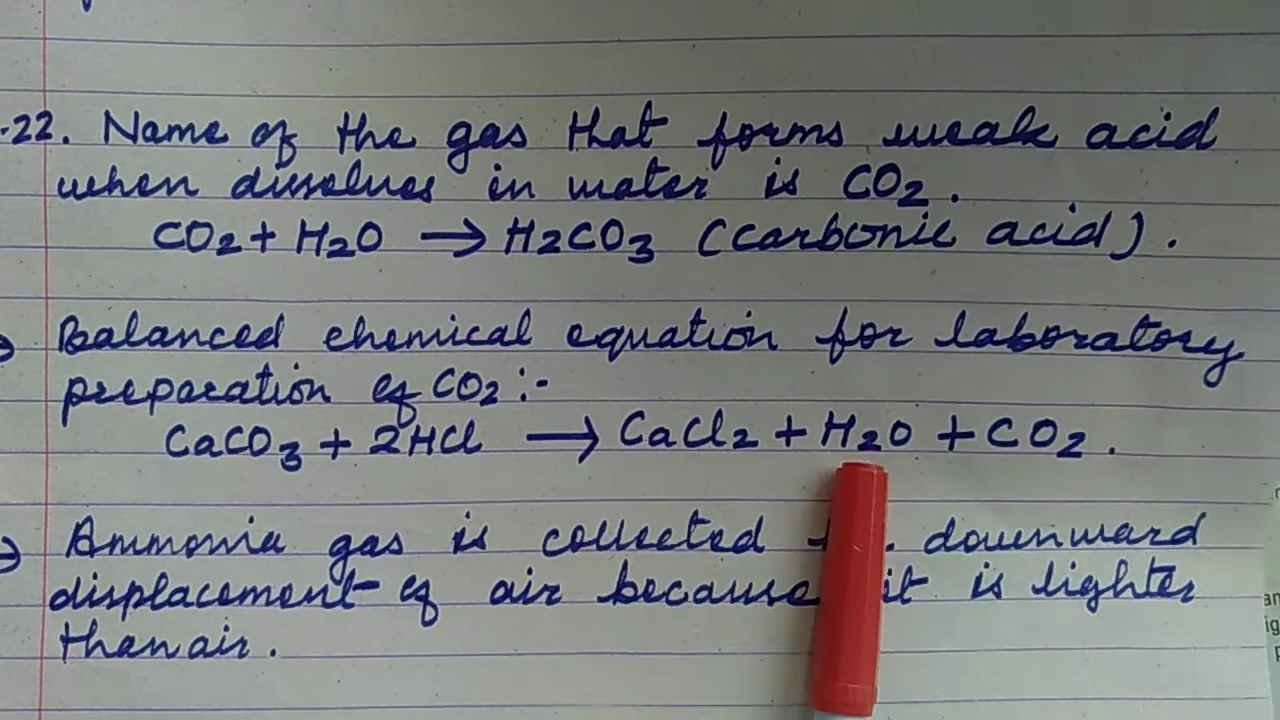 -22. Name of the gas that forms weak acid
when dissolves in water is CO2.
CO2 + H2O → H2CO3 (carbonic acid).
Balanced chemical equation for laboratory
preparation of CO2 :-
CaCO3 + 2HCl → CaCl2 + H2O + CO2.
→ Ammonia gas is collected downward
displacement of air because it is lighter
than air.